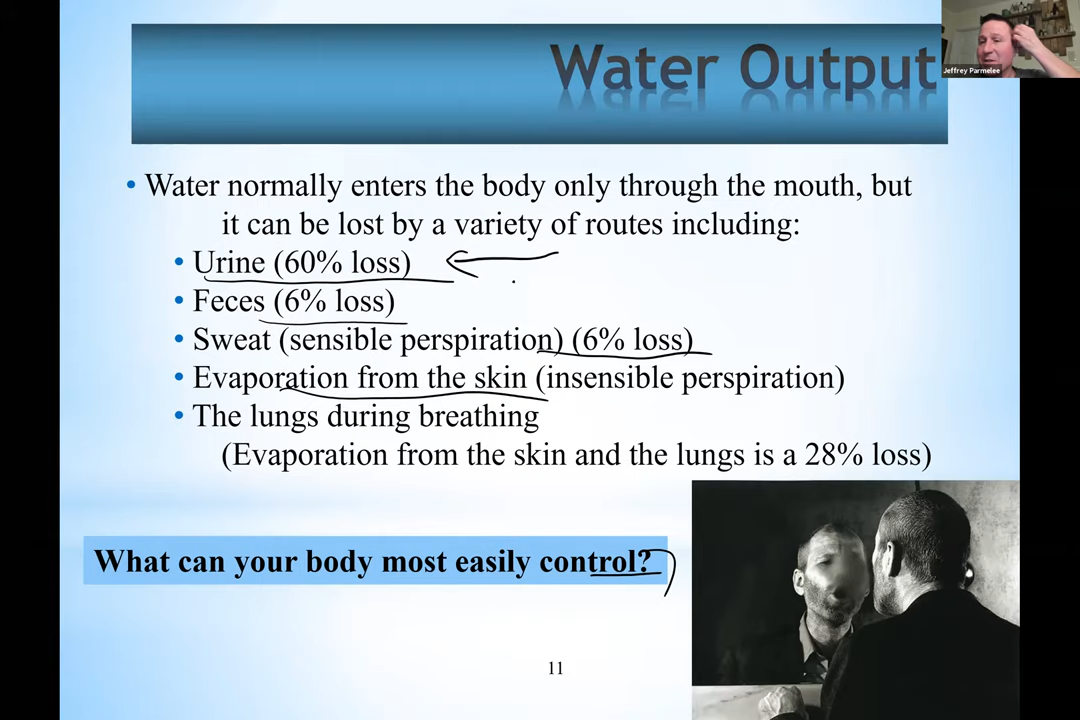 Water Output
Jeffrey Parmelee
• Water normally enters the body only through the mouth, but
it can be lost by a variety of routes including:
• Urine (60% loss)
• Feces (6% loss)
• Sweat (sensible perspiration) (6% loss)
• Evaporation from the skin (insensible perspiration)
• The lungs during breathing
(Evaporation from the skin and the lungs is a 28% loss)
What can your body most easily control?
11